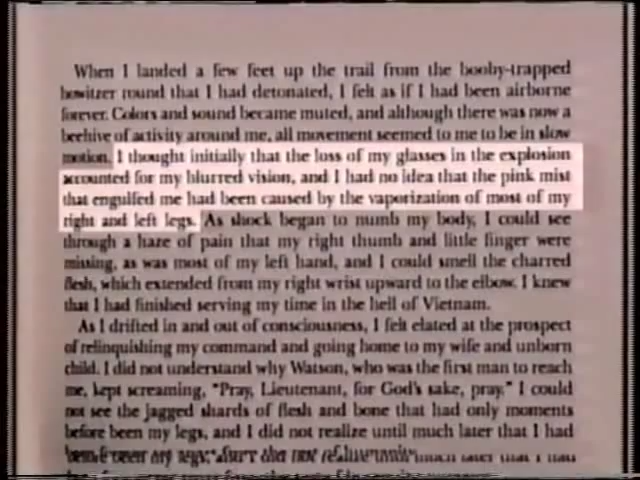 When I landed a few feet up the trail from the booby-trapped
howitzer round that I had detonated, I felt as if I had been airborne
forever. Colors and sound became muted, and although there was now a
beehive of activity around me, all movement seemed to me to be in slow
motion. I thought initially that the loss of my glasses in the explosion
accounted for my blurred vision, and I had no idea that the pink mist
that engulfed me had been caused by the vaporization of most of my
right and left legs. As shock began to numb my body, I could see
through a haze of pain that my right thumb and little finger were
missing, as was most of my left hand, and I could smell the charred
flesh, which extended from my right wrist upward to the elbow. I knew
that I had finished serving my time in the hell of Vietnam.
As I drifted in and out of consciousness, I felt elated at the prospect
of relinquishing my command and going home to my wife and unborn
child. I did not understand why Watson, who was the first man to reach
me, kept screaming, "Pray, Lieutenant, for God's sake, pray." I could
not see the jagged shards of flesh and bone that had only moments
before been my legs, and I did not realize until much later that I had